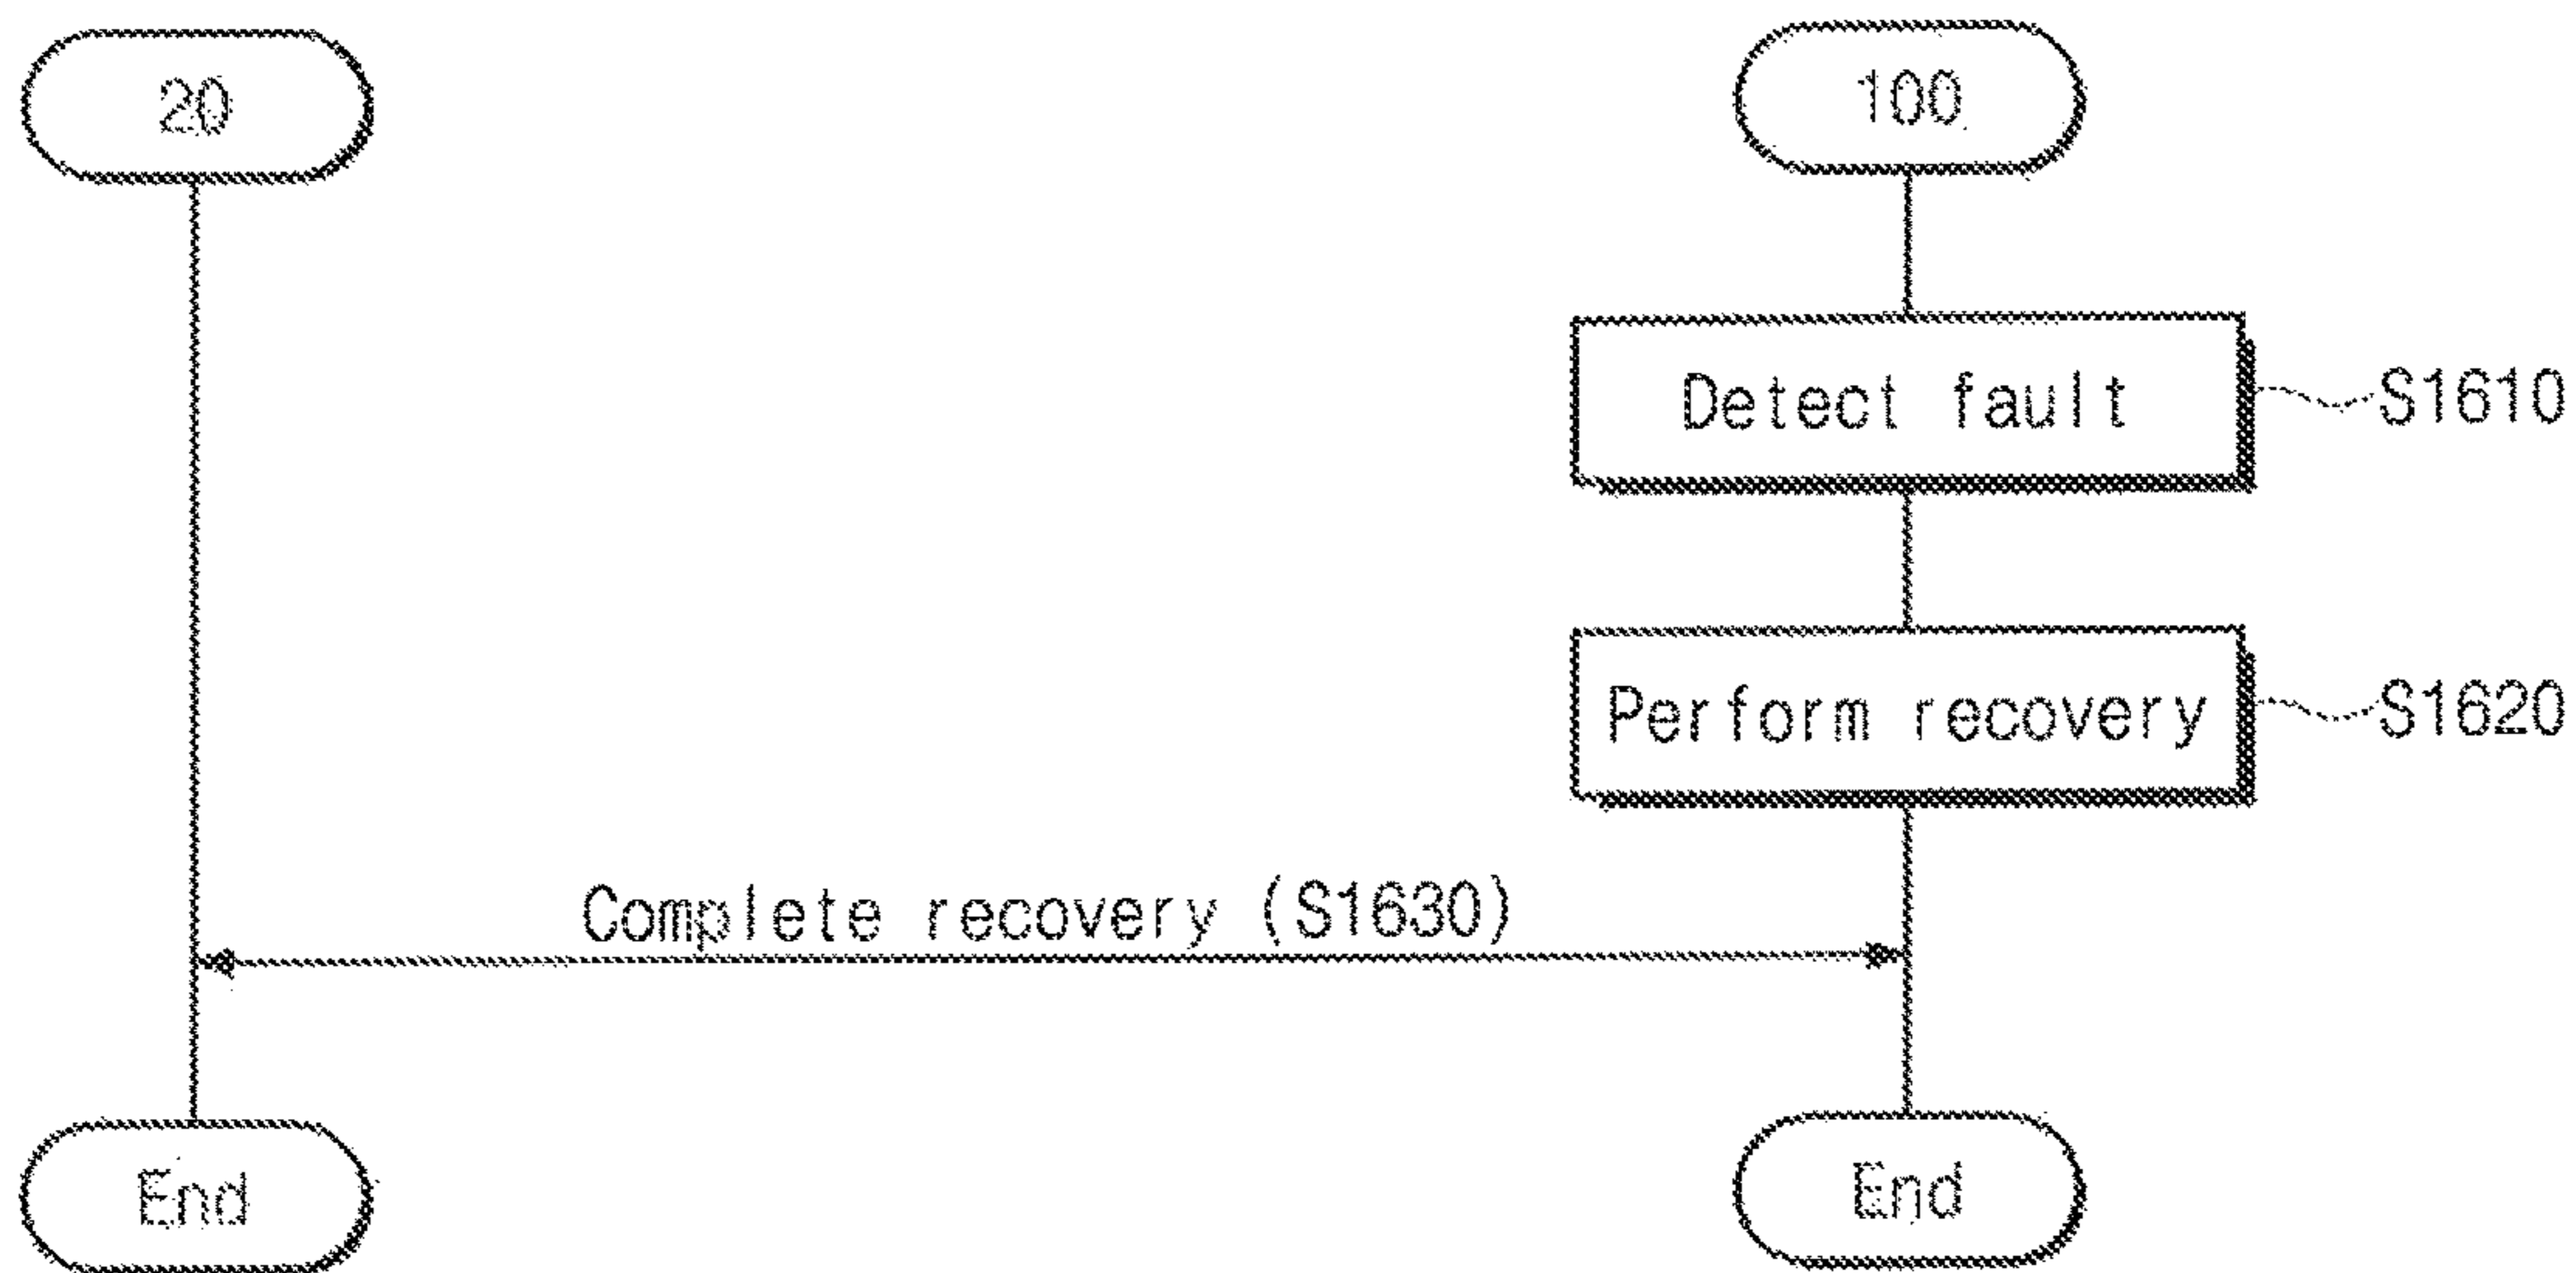 20
100
Detect fault
S1610
Perform recovery
S1620
Complete recovery (S1630)
End
End